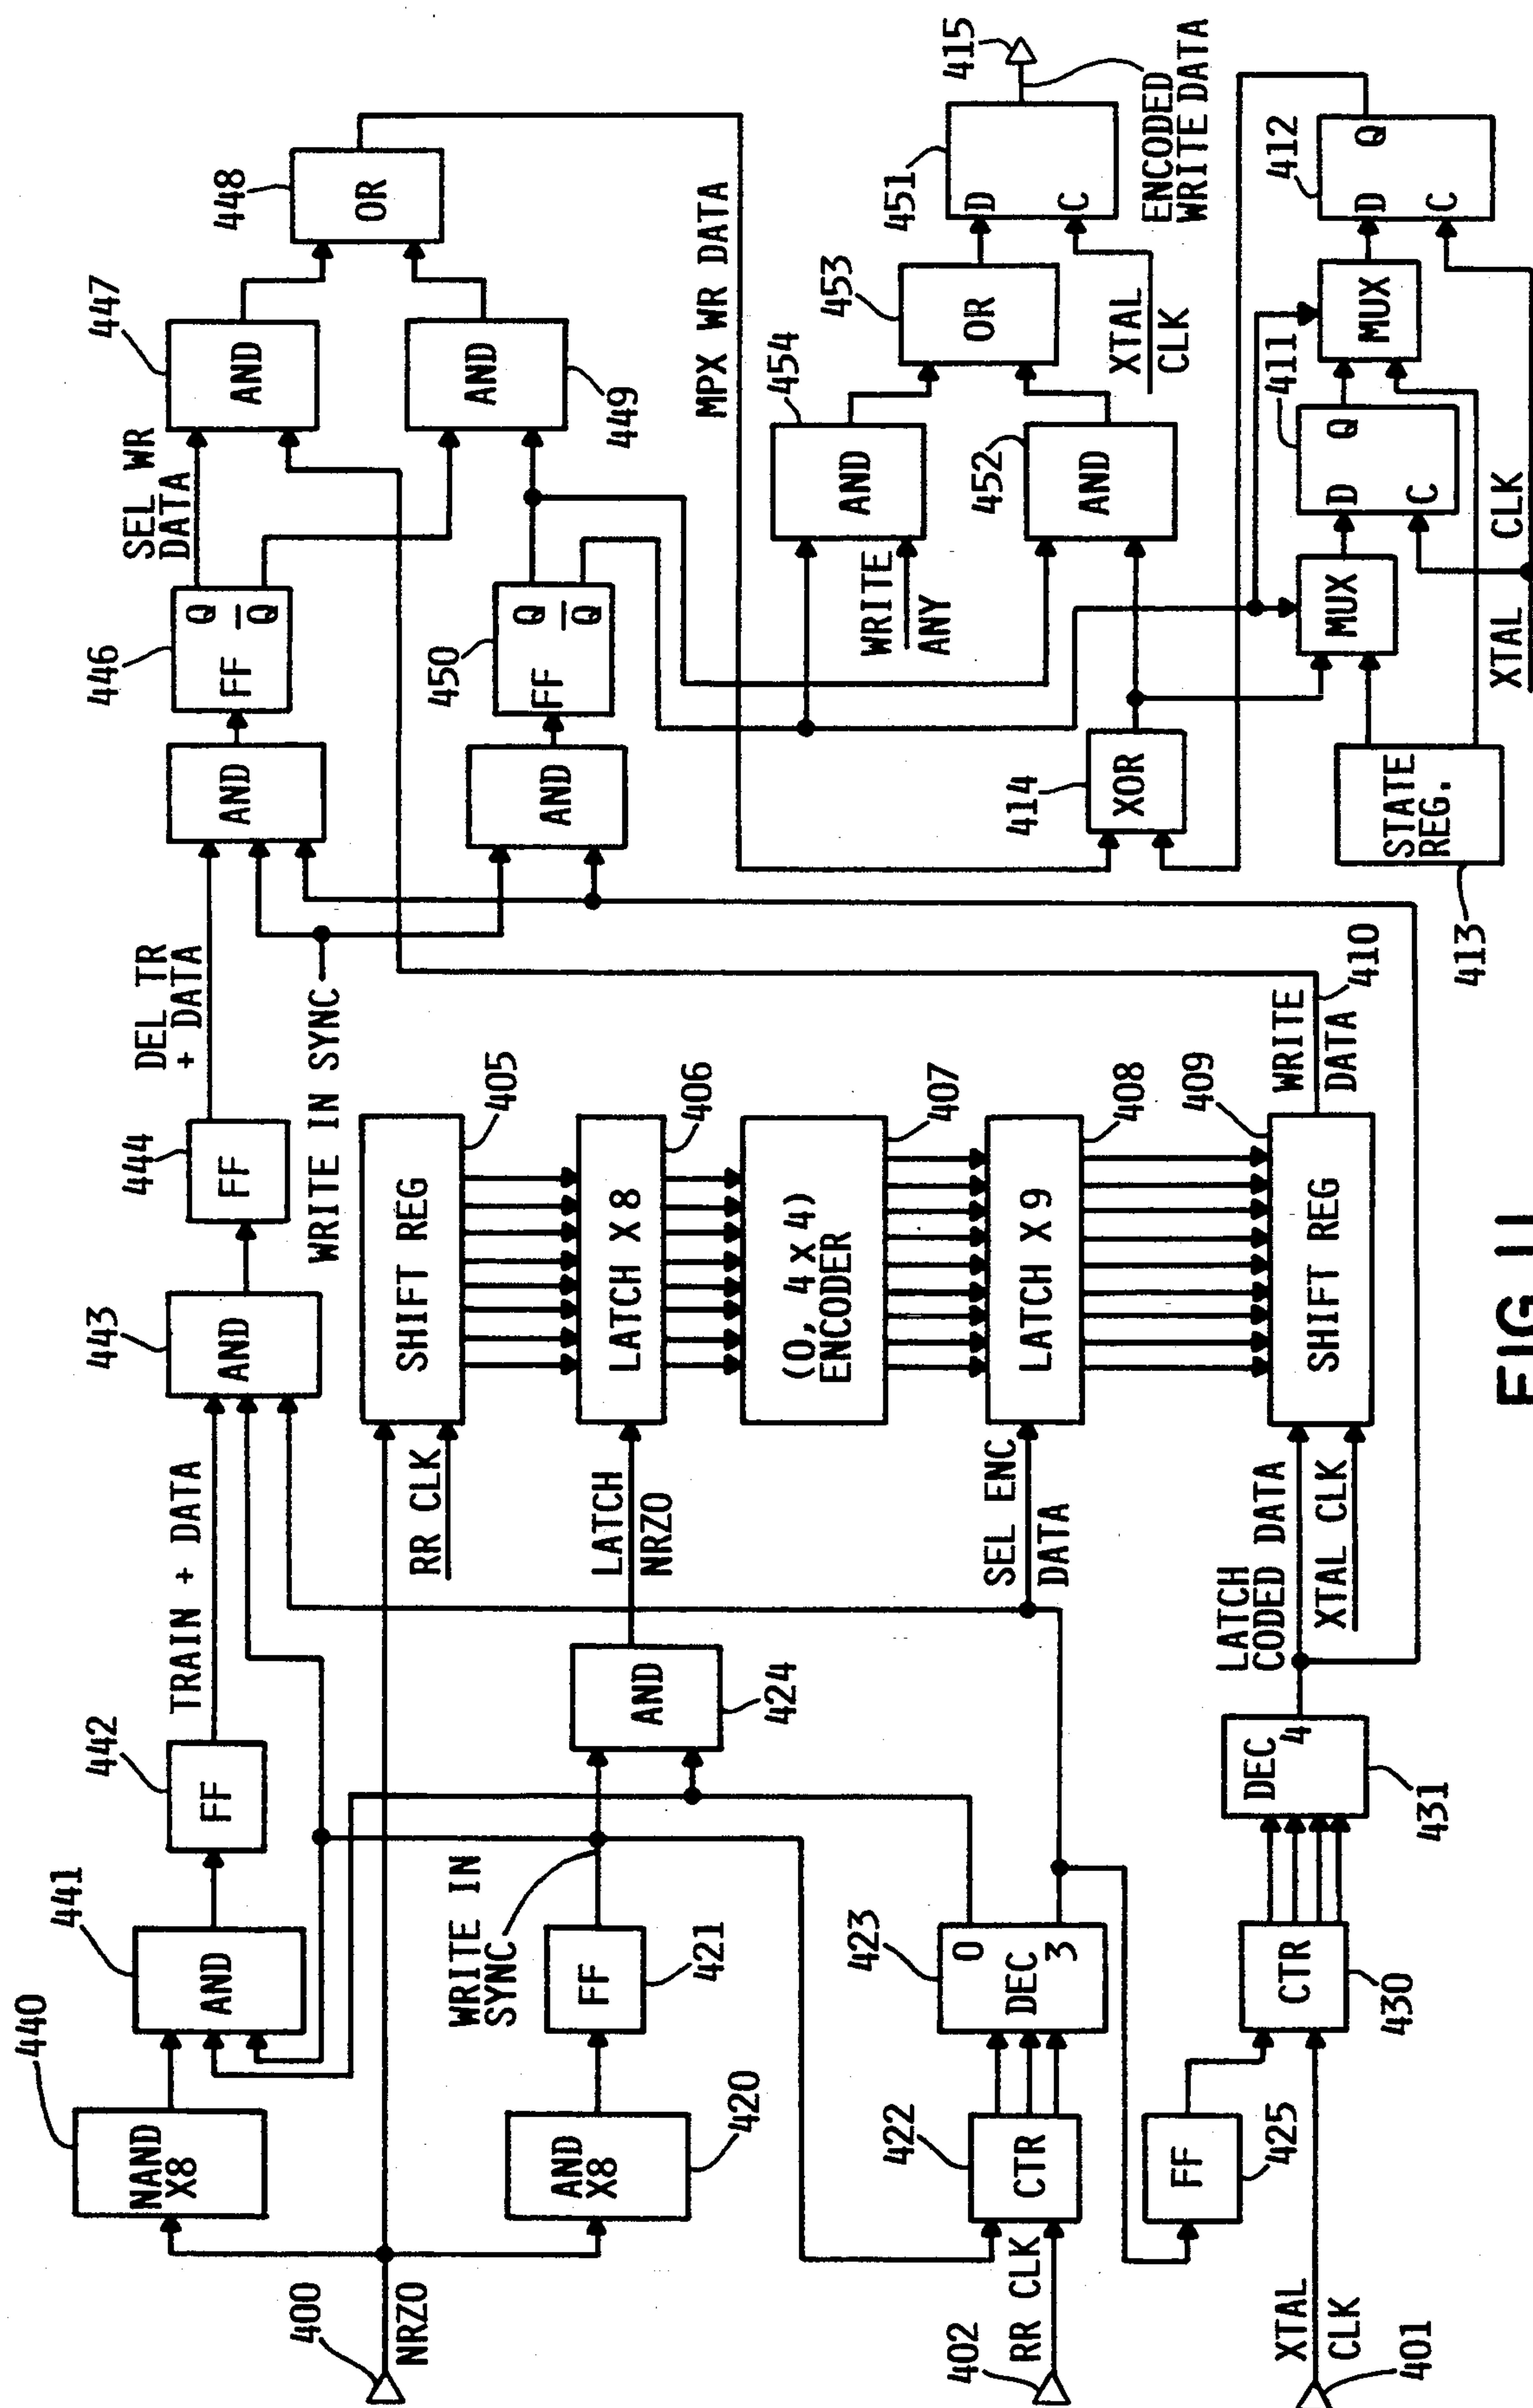 400
NRZ0
440
NAND
X8
441
AND
442
FF
TRAIN + DATA
443
AND
444
FF
DEL TR
+ DATA
WRITE IN SYNC
AND
446
FF
Q
Q
SEL WR
DATA
447
AND
448
OR
AND
449
AND
450
FF
Q
Q
MPX WR DATA
420
AND
X8
421
FF
WRITE IN
SYNC
424
AND
LATCH
NRZ0
RR CLK
SHIFT REG
405
LATCH X 8
406
(0, 4 x 4)
ENCODER
407
LATCH X 9
408
SHIFT REG
409
SEL ENC
DATA
LATCH
CODED DATA
XTAL CLK
WRITE
DATA
410
402
RR CLK
422
CTR
423
DEC
0
3
425
FF
401
XTAL
CLK
CTR
430
DEC
4
431
414
XOR
STATE
REG.
413
WRITE
ANY
454
AND
452
AND
453
OR
451
D
C
415
ENCODED
WRITE DATA
XTAL
CLK
MUX
411
D
Q
C
MUX
412
D
Q
C
XTAL CLK
FIG. 11